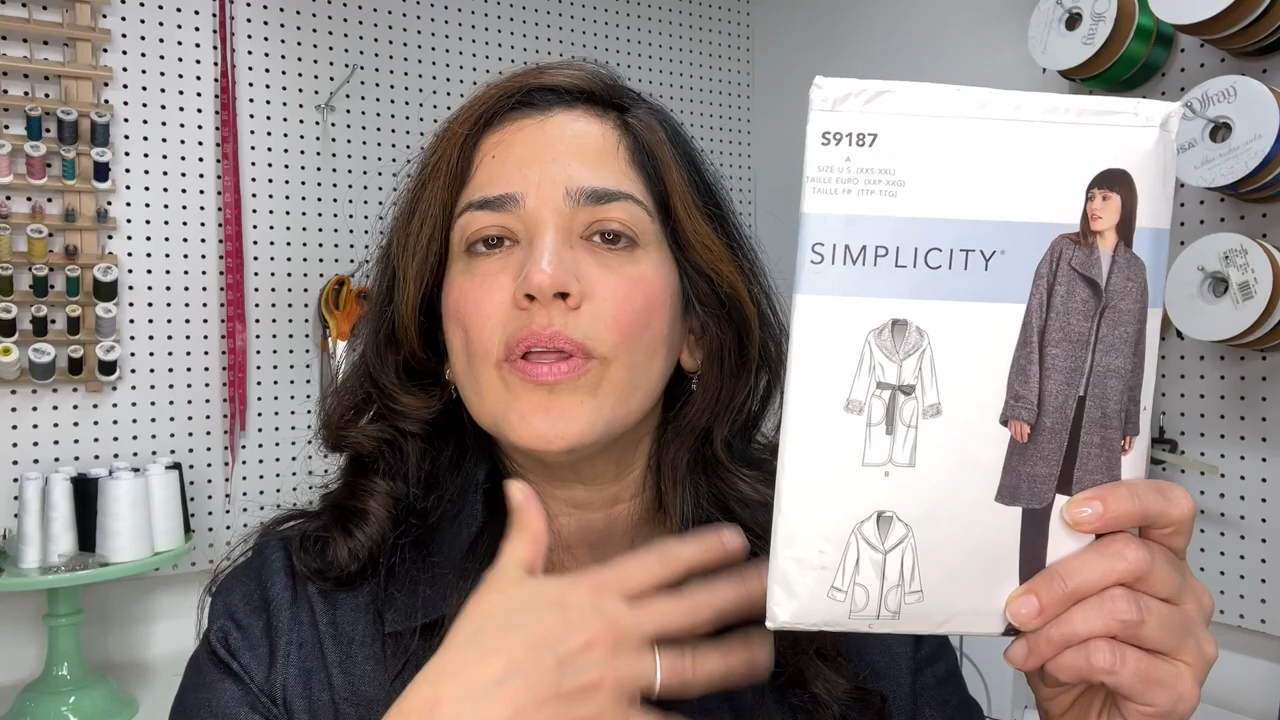 S9187
A
SIZE U.S. (XXS-XXL)
TAILLE EURO (XXP-XXG)
TAILLE FR (TTP-TTG)
SIMPLICITY®
A
B
C
Offray
Offray
USA